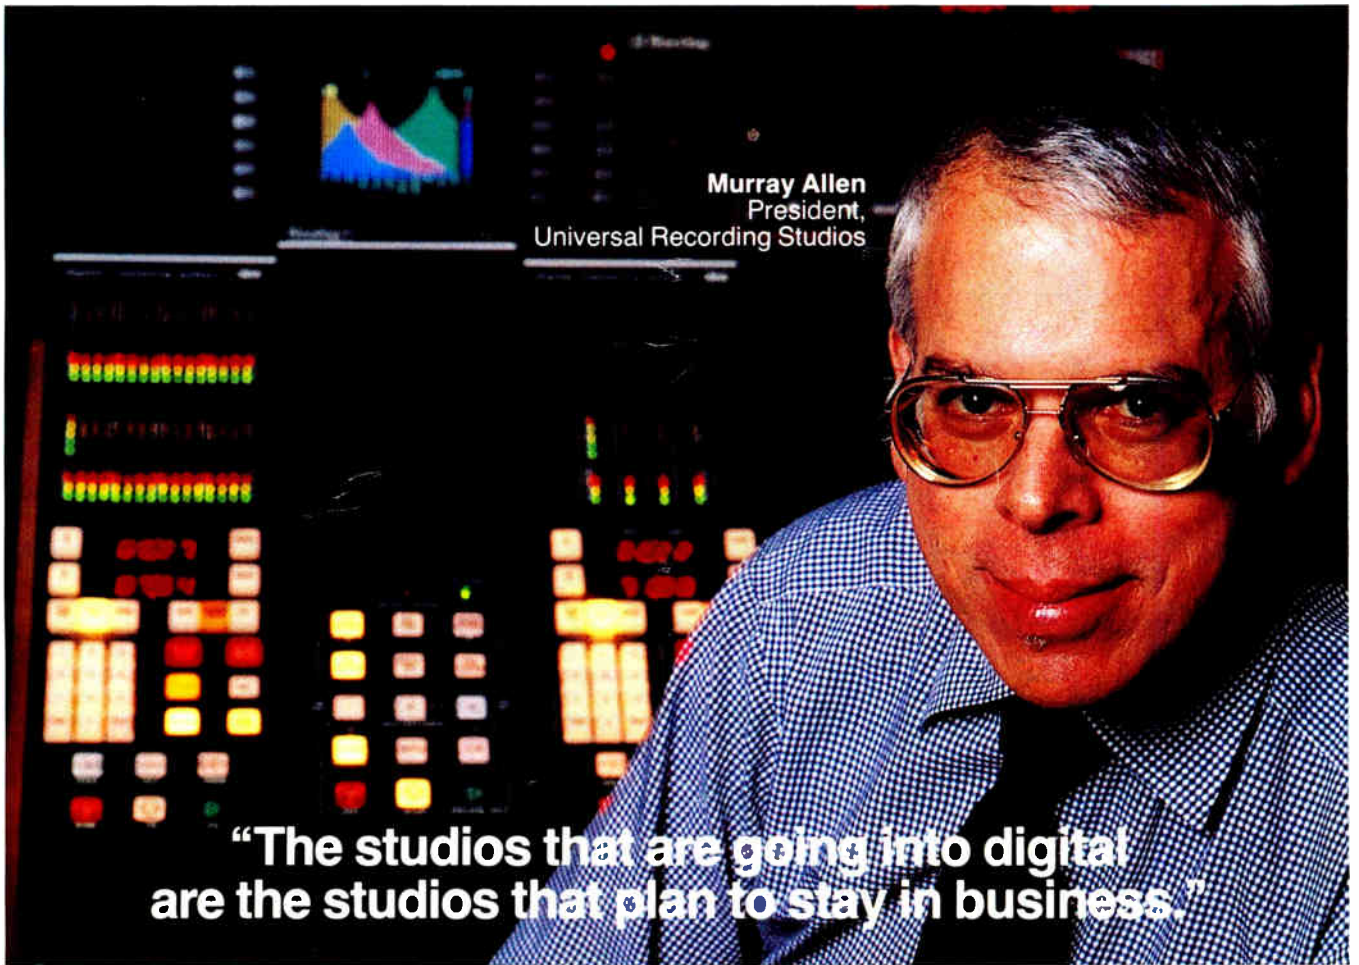 Murray Allen
President,
Universal Recording Studios
“The studios that are going into digital
are the studios that plan to stay in business.”